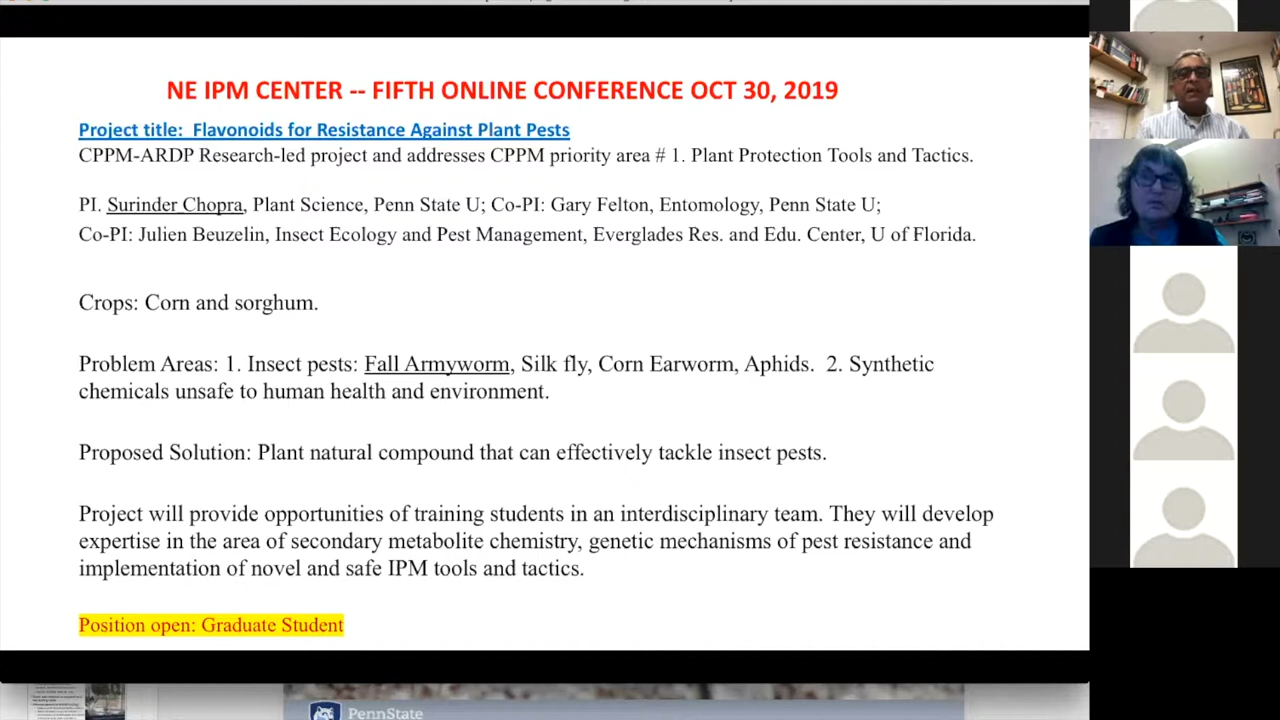 NE IPM CENTER -- FIFTH ONLINE CONFERENCE OCT 30, 2019
Project title: Flavonoids for Resistance Against Plant Pests
CPPM-ARDP Research-led project and addresses CPPM priority area # 1. Plant Protection Tools and Tactics.
PI. Surinder Chopra, Plant Science, Penn State U; Co-PI: Gary Felton, Entomology, Penn State U;
Co-PI: Julien Beuzelin, Insect Ecology and Pest Management, Everglades Res. and Edu. Center, U of Florida.
Crops: Corn and sorghum.
Problem Areas: 1. Insect pests: Fall Armyworm, Silk fly, Corn Earworm, Aphids. 2. Synthetic
chemicals unsafe to human health and environment.
Proposed Solution: Plant natural compound that can effectively tackle insect pests.
Project will provide opportunities of training students in an interdisciplinary team. They will develop
expertise in the area of secondary metabolite chemistry, genetic mechanisms of pest resistance and
implementation of novel and safe IPM tools and tactics.
Position open: Graduate Student
PennState